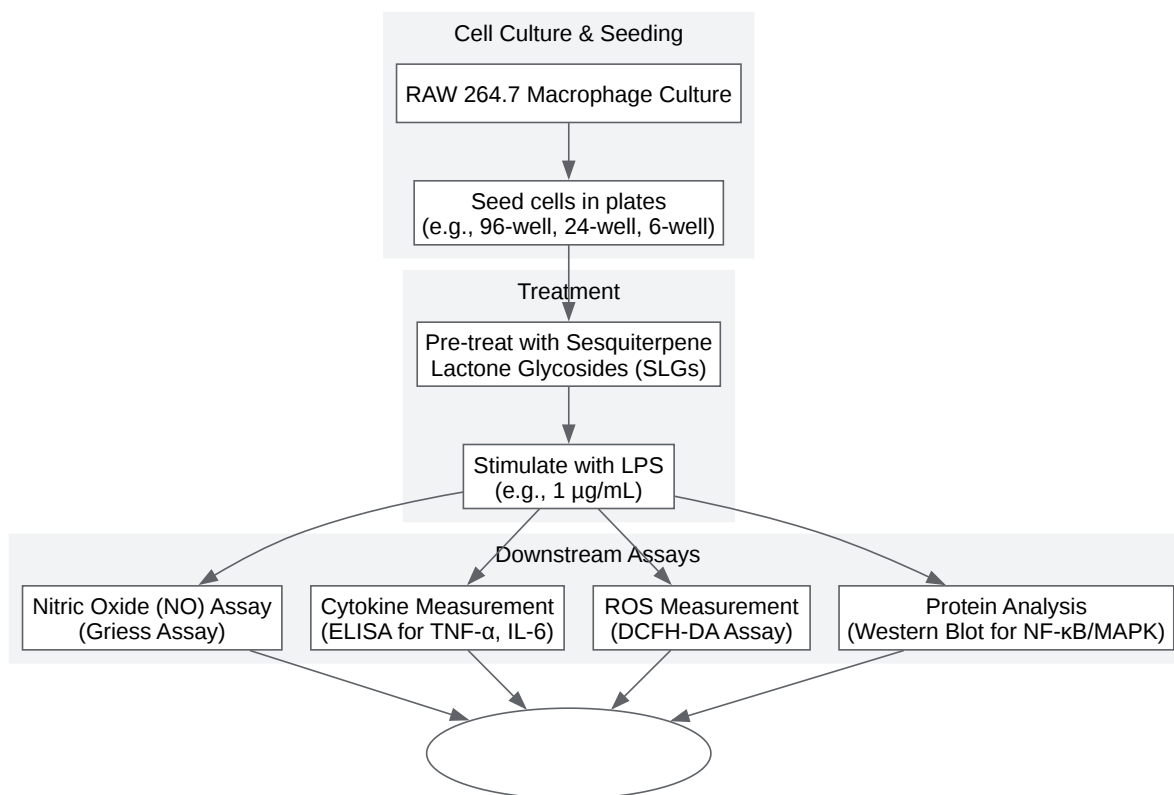 Cell Culture & Seeding
RAW 264.7 Macrophage Culture
Seed cells in plates
(e.g., 96-well, 24-well, 6-well)
Treatment
Pre-treat with Sesquiterpene
Lactone Glycosides (SLGs)
Stimulate with LPS
(e.g., 1 µg/mL)
Downstream Assays
Nitric Oxide (NO) Assay
(Griess Assay)
Cytokine Measurement
(ELISA for TNF-α, IL-6)
ROS Measurement
(DCFH-DA Assay)
Protein Analysis
(Western Blot for NF-κB/MAPK)